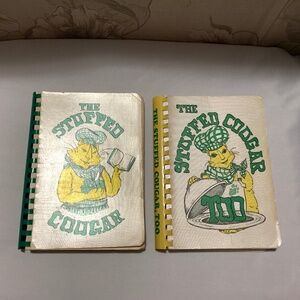 THE
STUFFED
COUGAR
THE STUFFED COUGAR, TOO
THE
STUFFED COUGAR
TOO